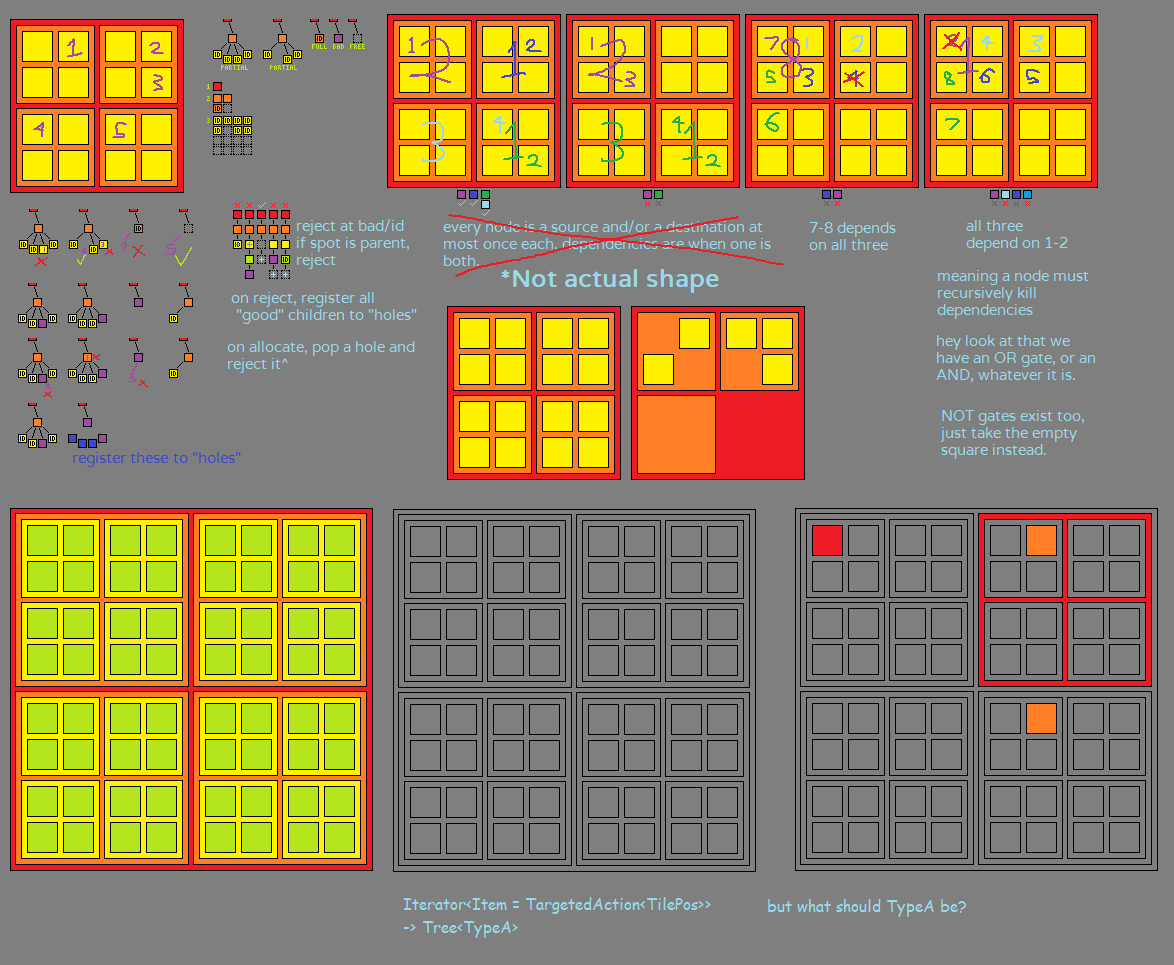 1
2
3
4
5
PARTIAL
PARTIAL
FULL BAD FREE
1
2
3
1 2
1 2
3
4 1 2
1 2 3
3
4 1 2
7 8 1
5 3
2
4
6
2 1 4
8 6
3
5
7
reject at bad/id
if spot is parent,
reject
on reject, register all
"good" children to "holes"
on allocate, pop a hole and
reject it^
register these to "holes"
every node is a source and/or a destination at
most once each, dependencies are when one is
both.
*Not actual shape
7-8 depends
on all three
all three
depend on 1-2
meaning a node must
recursively kill
dependencies
hey look at that we
have an OR gate, or an
AND, whatever it is.
NOT gates exist too,
just take the empty
square instead.
Iterator<Item = TargetedAction<TilePos>>
-> Tree<TypeA>
but what should TypeA be?